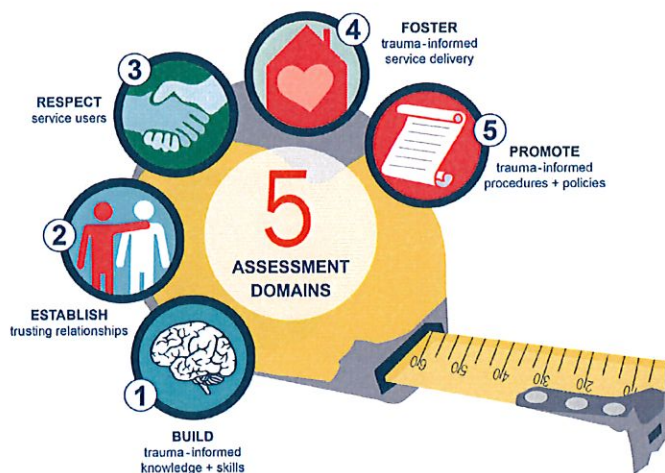 5
ASSESSMENT
DOMAINS
1
BUILD
trauma-informed
knowledge + skills
2
ESTABLISH
trusting relationships
3
RESPECT
service users
4
FOSTER
trauma-informed
service delivery
5
PROMOTE
trauma-informed
procedures + policies